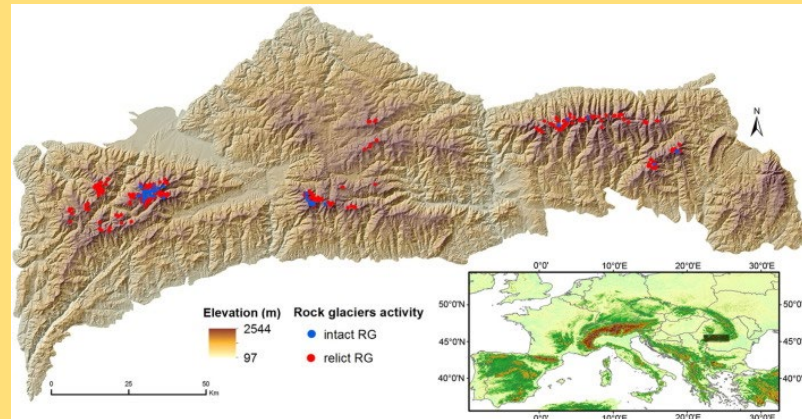 N
Elevation (m)
2544
97
Rock glaciers activity
intact RG
relict RG
0 25 50
Km
0°0' 10°0'E 20°0'E 30°0'E
50°0'N 50°0'N
45°0'N 45°0'N
40°0'N 40°0'N
0°0' 10°0'E 20°0'E 30°0'E